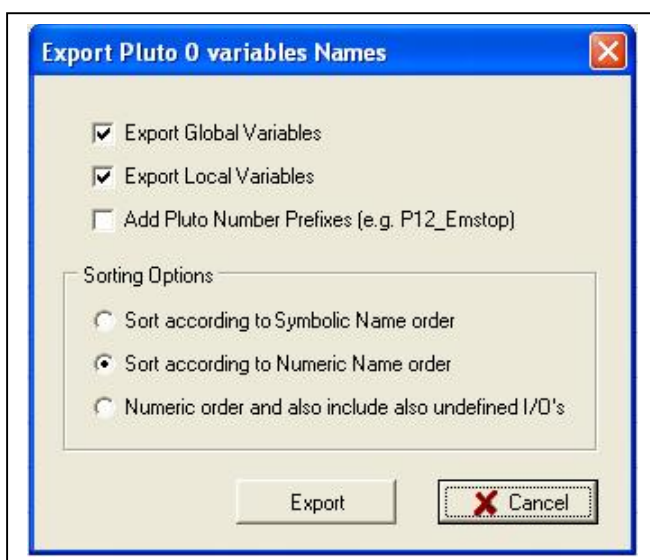 Export Pluto 0 variables Names
Export Global Variables
Export Local Variables
Add Pluto Number Prefixes (e.g. P12_Emstop)
Sorting Options
Sort according to Symbolic Name order
Sort according to Numeric Name order
Numeric order and also include also undefined I/O's
Export
Cancel